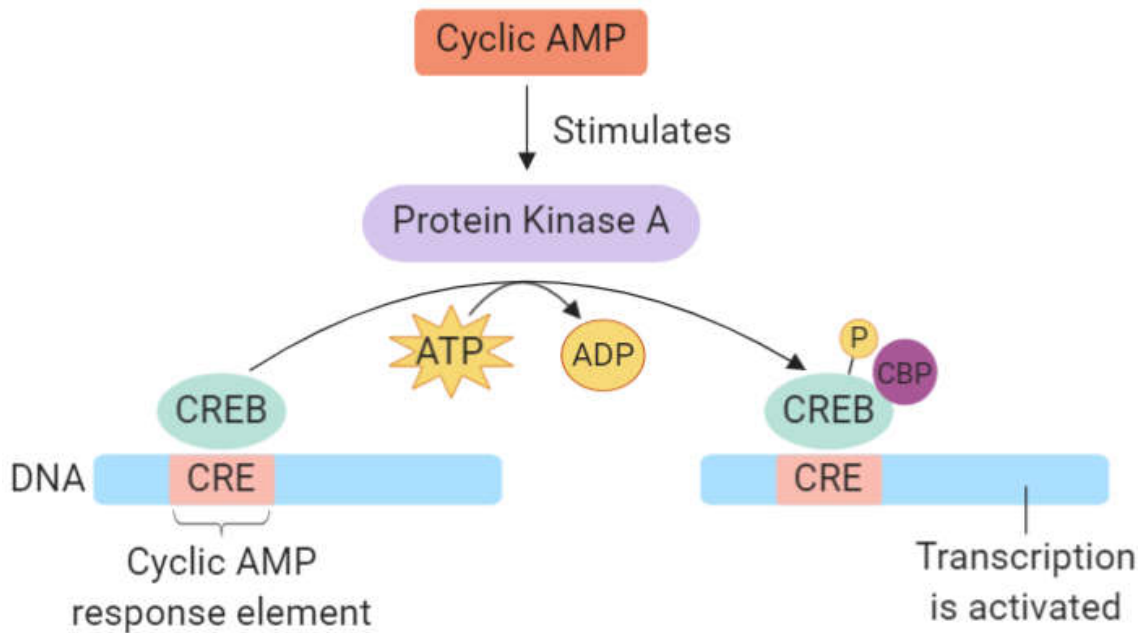 Cyclic AMP
Stimulates
Protein Kinase A
ATP
ADP
CREB
DNA
CRE
Cyclic AMP
response element
P
CBP
CREB
CRE
Transcription
is activated